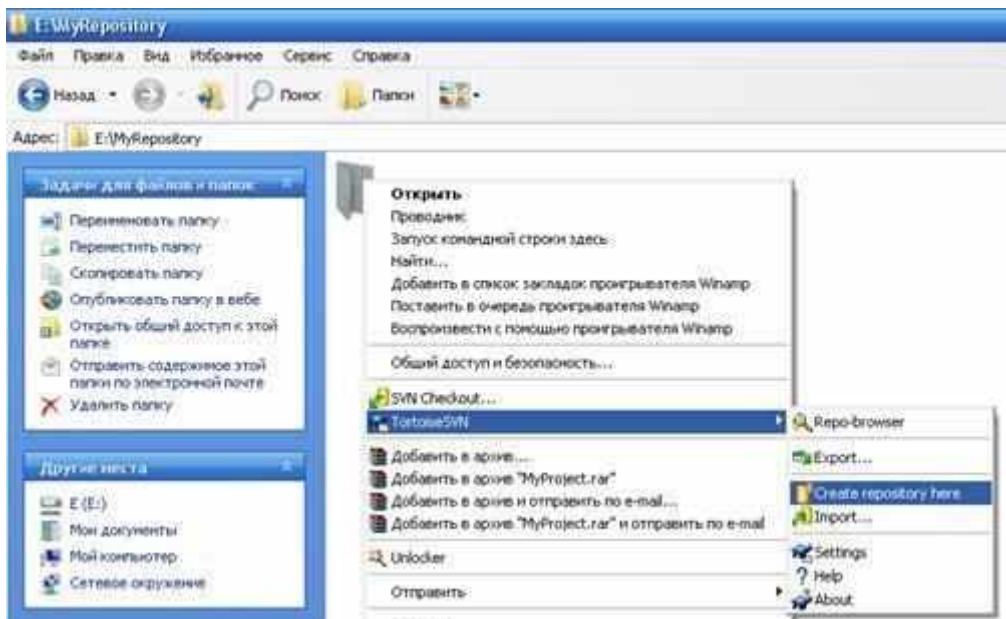 E:\MyRepository
Файл Правка Вид Избранное Сервис Справка
Назад Поиск Папки
Адрес: E:\MyRepository
Задачи для файлов и папок
Переименовать папку
Переместить папку
Скопировать папку
Опубликовать папку в вебе
Открыть общий доступ к этой
папке
Отправить содержимое этой
папки по электронной почте
Удалить папку
Другие места
E (E:)
Мои документы
Мой компьютер
Сетевое окружение
Открыть
Проводник
Запуск командной строки здесь
Найти...
Добавить в список закладок проигрывателя Winamp
Поставить в очередь проигрывателя Winamp
Воспроизвести с помощью проигрывателя Winamp
Общий доступ и безопасность...
SVN Checkout...
TortoiseSVN
Добавить в архив...
Добавить в архив "MyProject.rar"
Добавить в архив и отправить по e-mail...
Добавить в архив "MyProject.rar" и отправить по e-mail
Unlocker
Отправить
Repo-browser
Export...
Create repository here
Import...
Settings
Help
About